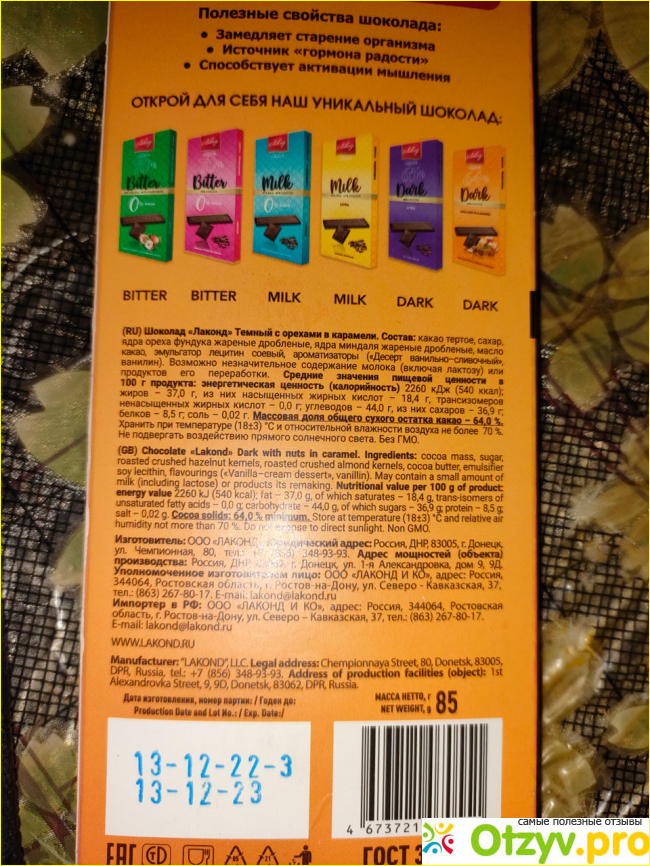 Полезные свойства шоколада:
• Замедляет старение организма
• Источник «гормона радости»
• Способствует активации мышления
ОТКРОЙ ДЛЯ СЕБЯ НАШ УНИКАЛЬНЫЙ ШОКОЛАД:
Bitter Bitter Milk Milk Dark Dark
BITTER BITTER MILK MILK DARK DARK
(RU) Шоколад «Лаконд» Темный с орехами в карамели. Состав: какао тертое, сахар,
ядра ореха фундука жареные дробленые, ядра миндаля жареные дробленые, масло
какао, эмульгатор лецитин соевый, ароматизаторы («Десерт ванильно-сливочный»,
ванилин). Возможно незначительное содержание молока (включая лактозу) или
продуктов его переработки. Средние значения пищевой ценности в
100 г продукта: энергетическая ценность (калорийность) 2260 кДж (540 ккал);
жиров – 37,0 г, из них насыщенных жирных кислот – 18,4 г, трансизомеров
ненасыщенных жирных кислот – 0,0 г; углеводов – 44,0 г, из них сахаров – 36,9 г;
белков – 8,5 г; соль – 0,02 г. Массовая доля общего сухого остатка какао – 64,0 %.
Хранить при температуре (18±3) °С и относительной влажности воздуха не более 70 %.
Не подвергать воздействию прямого солнечного света. Без ГМО.
(GB) Chocolate «Lakond» Dark with nuts in caramel. Ingredients: cocoa mass, sugar,
roasted crushed hazelnut kernels, roasted crushed almond kernels, cocoa butter, emulsifier
soy lecithin, flavourings («Vanilla–cream dessert», vanillin). May contain a small amount of
milk (including lactose) or products its remaking. Nutritional value per 100 g of product:
energy value 2260 kJ (540 kcal); fat – 37,0 g, of which saturates – 18,4 g, trans-isomers of
unsaturated fatty acids – 0,0 g; carbohydrate – 44,0 g, of which sugars – 36,9 g; protein – 8,5 g;
salt – 0,02 g. Cocoa solids: 64,0 % minimum. Store at temperature (18±3) °C and relative air
humidity not more than 70 %. Do not expose to direct sunlight. Non GMO.
Изготовитель: ООО «ЛАКОНД». Юридический адрес: Россия, ДНР, 83005, г. Донецк,
ул. Чемпионная, 80, тел.: +7 (856) 348-93-93. Адрес мощностей (объекта)
производства: Россия, ДНР, г. Донецк, ул. 1-я Александровка, дом 9, 9Д.
Уполномоченное изготовителем лицо: ООО «ЛАКОНД И КО», адрес: Россия,
344064, Ростовская область, г. Ростов-на-Дону, ул. Северо - Кавказская, 37,
тел.: (863) 267-80-17. E-mail: lakond@lakond.ru
Импортер в РФ: ООО «ЛАКОНД И КО», адрес: Россия, 344064, Ростовская
область, г. Ростов-на-Дону, ул. Северо – Кавказская, 37, тел.: (863) 267-80-17.
E-mail: lakond@lakond.ru
WWW.LAKOND.RU
Manufacturer: "LAKOND", LLC. Legal address: Chempionnaya Street, 80, Donetsk, 83005,
DPR, Russia, tel.: +7 (856) 348-93-93. Address of production facilities (object): 1st
Alexandrovka Street, 9, 9D, Donetsk, 83062, DPR, Russia.
Дата изготовления, номер партии: / Годен до:
Production Date and Lot No.: / Exp. Date:/
МАССА НЕТТО, г
NET WEIGHT, g 85
13-12-22-3
13-12-23
4 673721
EAC ГОСТ 3
самые полезные отзывы
Otzyv.pro